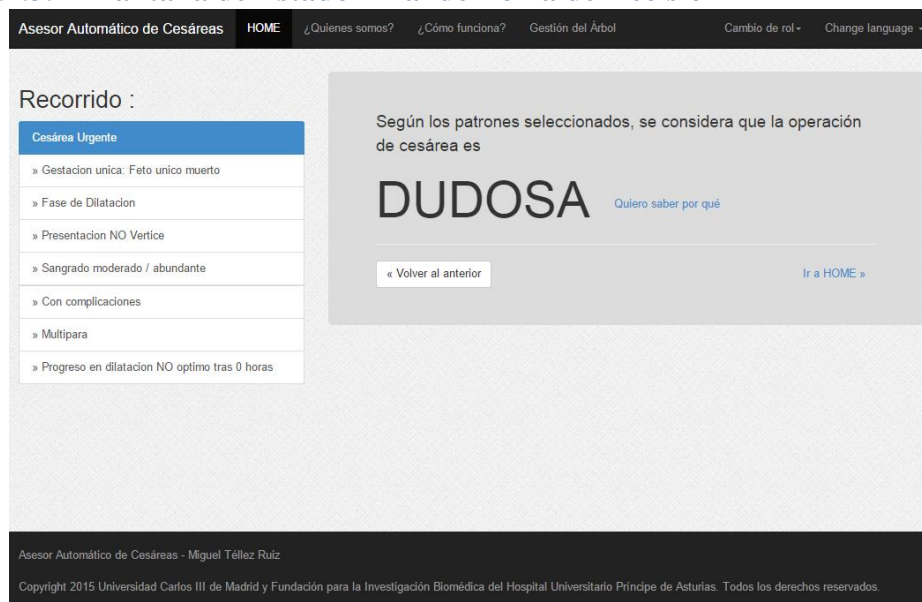 Asesor Automático de Cesáreas HOME ¿Quienes somos? ¿Cómo funciona? Gestión del Árbol Cambio de rol Change language
Recorrido :
Cesárea Urgente
» Gestacion unica: Feto unico muerto
» Fase de Dilatacion
» Presentacion NO Vertice
» Sangrado moderado / abundante
» Con complicaciones
» Multipara
» Progreso en dilatacion NO optimo tras 0 horas
Según los patrones seleccionados, se considera que la operación
de cesárea es
DUDOSA Quiero saber por qué
« Volver al anterior Ir a HOME »
Asesor Automático de Cesáreas - Miguel Téllez Ruiz
Copyright 2015 Universidad Carlos III de Madrid y Fundación para la Investigación Biomédica del Hospital Universitario Príncipe de Asturias. Todos los derechos reservados.